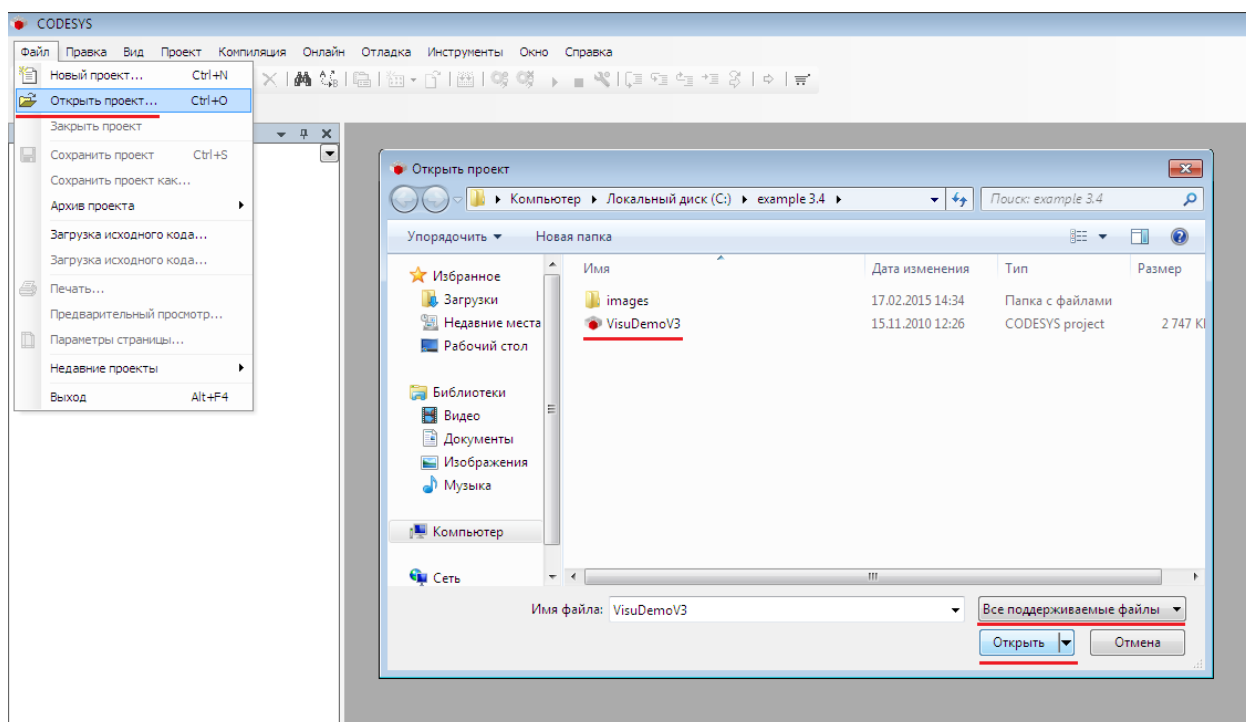 CODESYS
Файл Правка Вид Проект Компиляция Онлайн Отладка Инструменты Окно Справка
Новый проект... Ctrl+N
Открыть проект... Ctrl+O
Закрыть проект
Сохранить проект Ctrl+S
Сохранить проект как...
Архив проекта
Загрузка исходного кода...
Загрузка исходного кода...
Печать...
Предварительный просмотр...
Параметры страницы...
Недавние проекты
Выход Alt+F4
Открыть проект
Компьютер Локальный диск (C:) example 3.4
Поиск: example 3.4
Упорядочить Новая папка
Имя Дата изменения Тип Размер
Избранное
Загрузки
Недавние места
Рабочий стол
Библиотеки
Видео
Документы
Изображения
Музыка
Компьютер
Сеть
images 17.02.2015 14:34 Папка с файлами
VisuDemoV3 15.11.2010 12:26 CODESYS project 2 747
Имя файла: VisuDemoV3
Все поддерживаемые файлы
Открыть Отмена